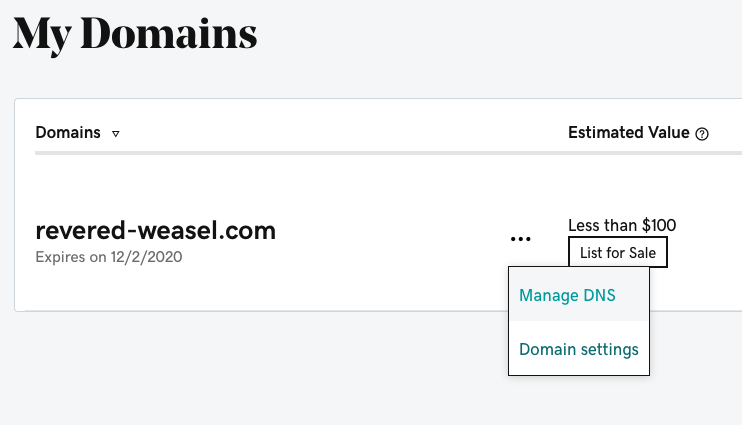 My Domains
Domains ▿ Estimated Value ?
revered-weasel.com ••• Less than $100
Expires on 12/2/2020 List for Sale
Manage DNS
Domain settings